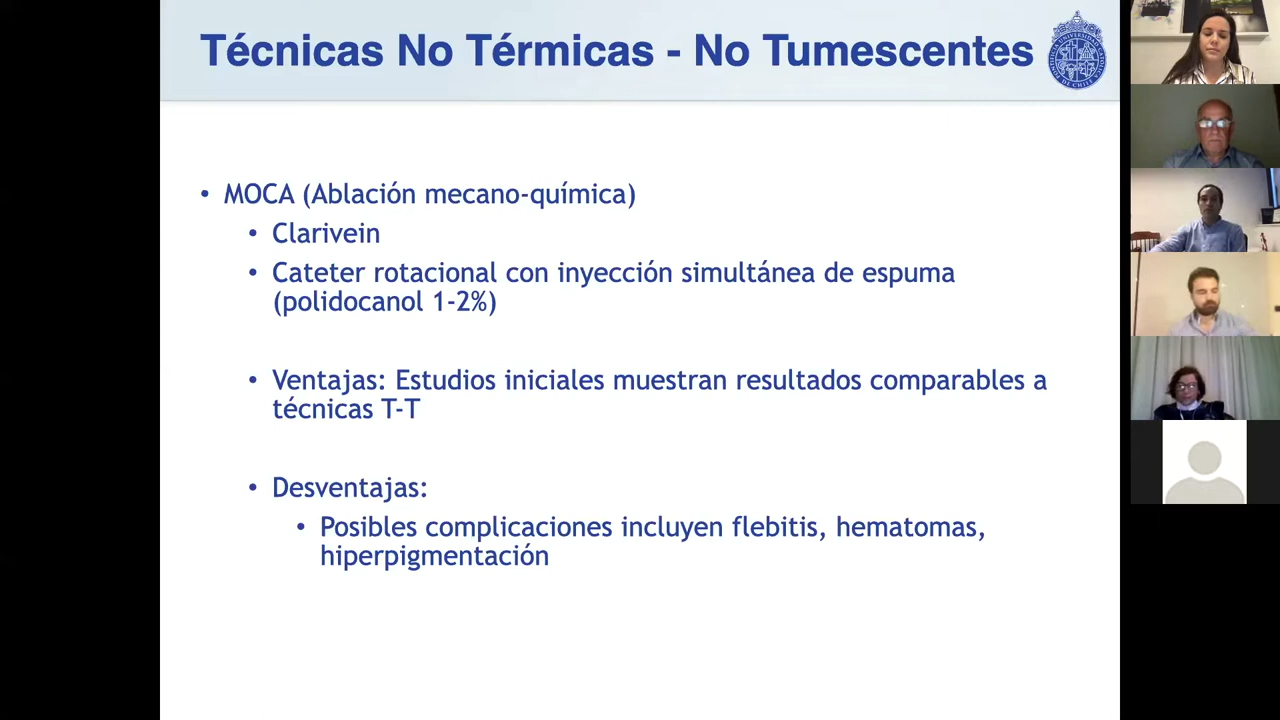 Técnicas No Térmicas - No Tumescentes
• MOCA (Ablación mecano-química)
• Clarivein
• Cateter rotacional con inyección simultánea de espuma
(polidocanol 1-2%)
• Ventajas: Estudios iniciales muestran resultados comparables a
técnicas T-T
• Desventajas:
• Posibles complicaciones incluyen flebitis, hematomas,
hiperpigmentación